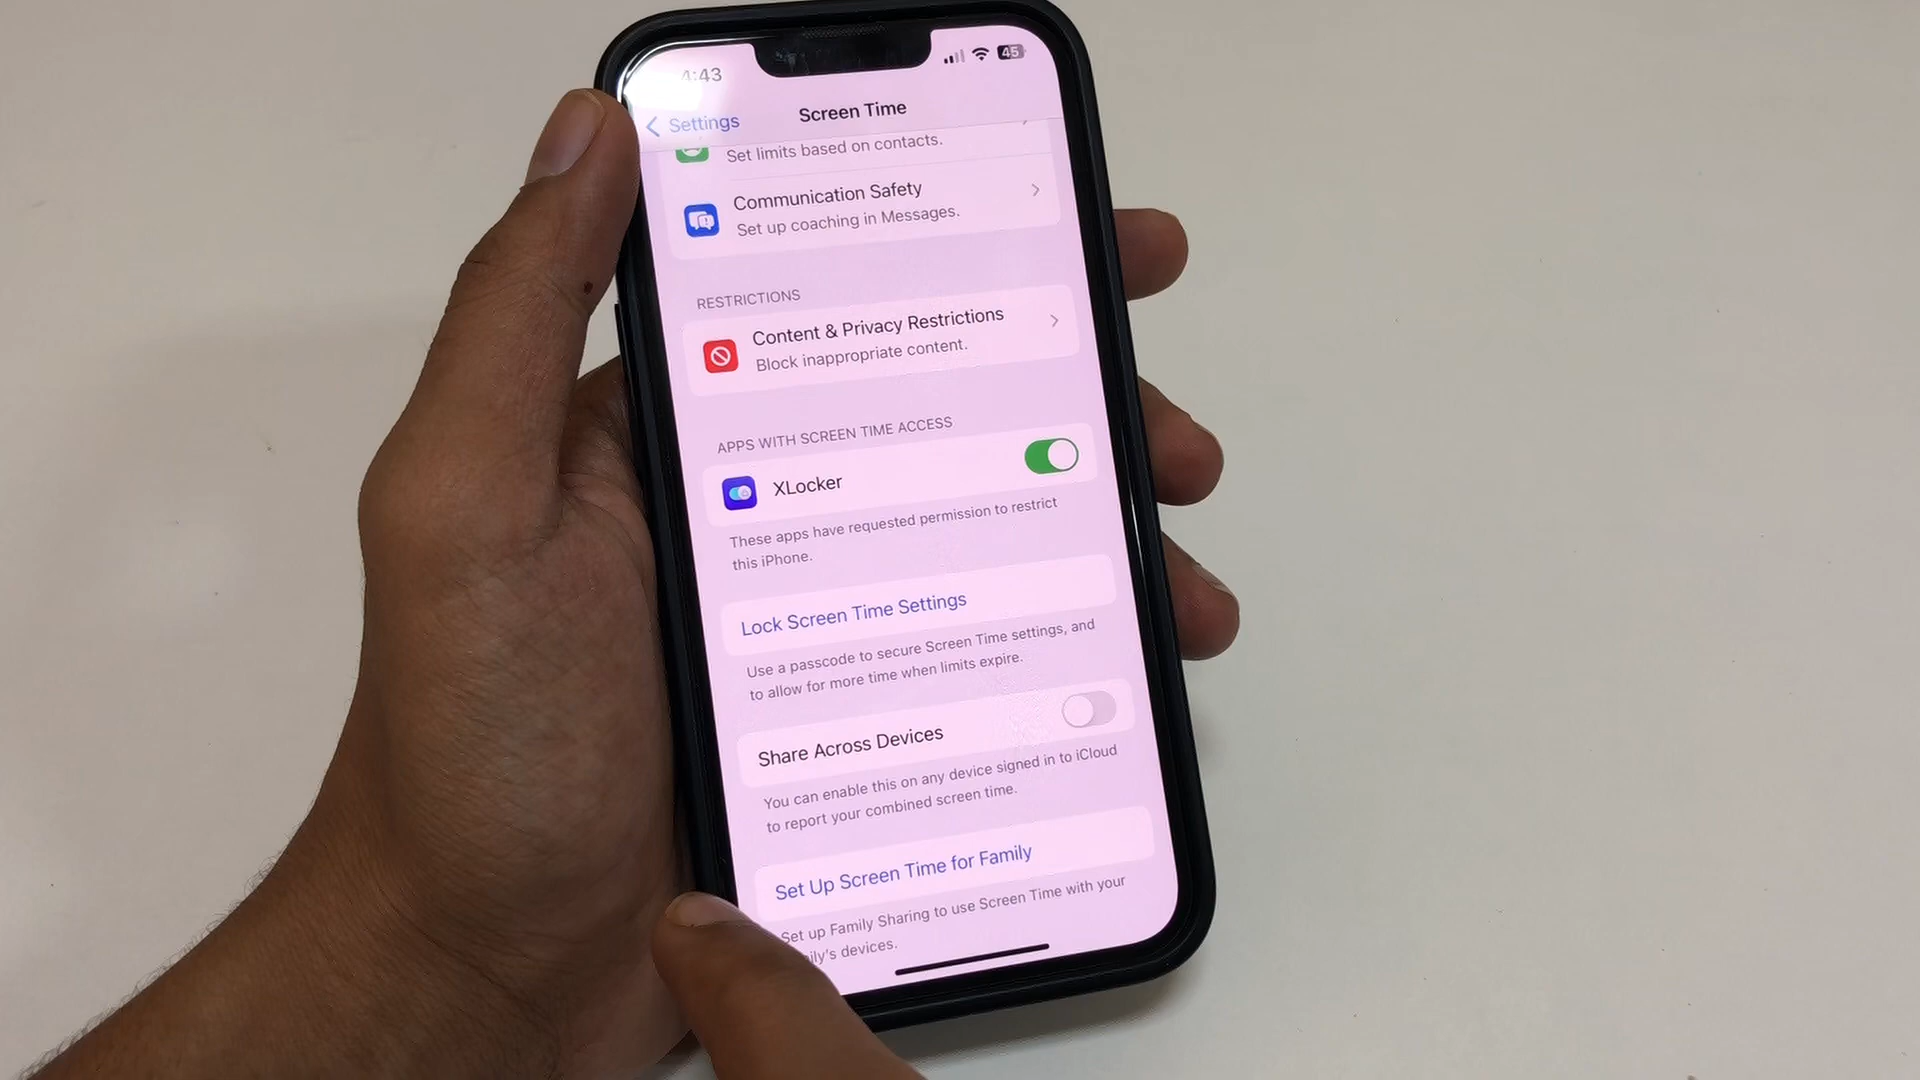 4:43
45
Settings
Screen Time
Set limits based on contacts.
Communication Safety
Set up coaching in Messages.
RESTRICTIONS
Content & Privacy Restrictions
Block inappropriate content.
APPS WITH SCREEN TIME ACCESS
XLocker
These apps have requested permission to restrict
this iPhone.
Lock Screen Time Settings
Use a passcode to secure Screen Time settings, and
to allow for more time when limits expire.
Share Across Devices
You can enable this on any device signed in to iCloud
to report your combined screen time.
Set Up Screen Time for Family
Set up Family Sharing to use Screen Time with your
ily's devices.